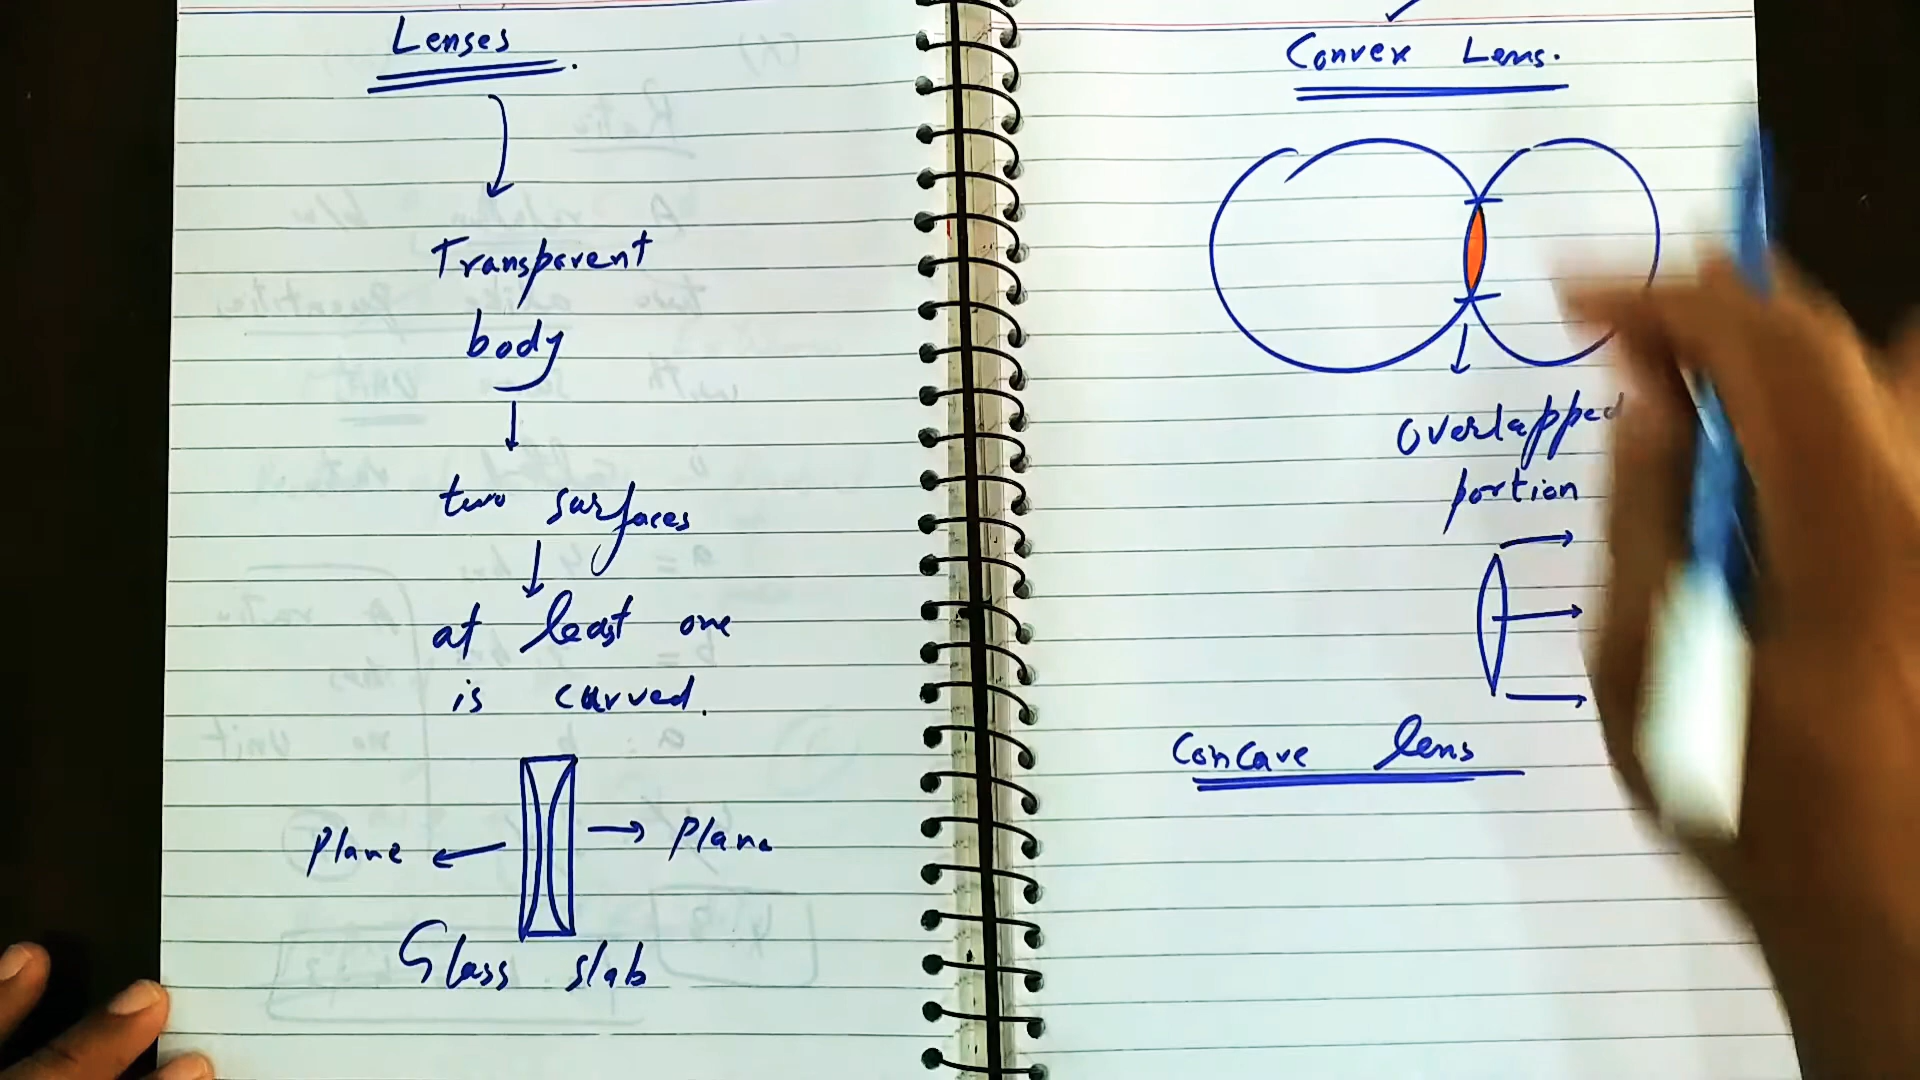 Lenses
Transparent
body
two surfaces
at least one
is curved.
Plane
Plane
Glass slab
Convex Lens.
Overlapped
portion
Concave lens